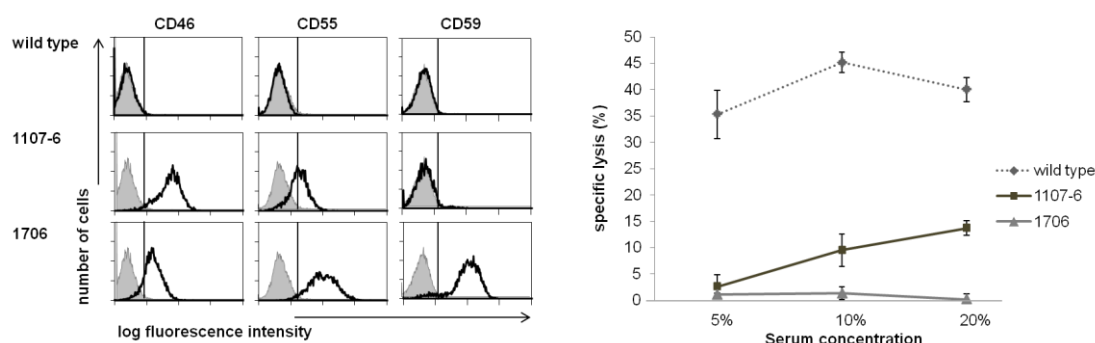 CD46 CD55 CD59
wild type
1107-6
1706
number of cells
log fluorescence intensity
50
45
40
35
30
25
20
15
10
5
0
specific lysis (%)
5% 10% 20%
Serum concentration
wild type
1107-6
1706